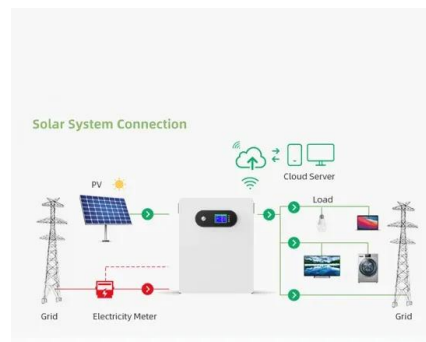 Solar System Connection
Cloud Server
PV
Load
Grid
Electricity Meter
Grid